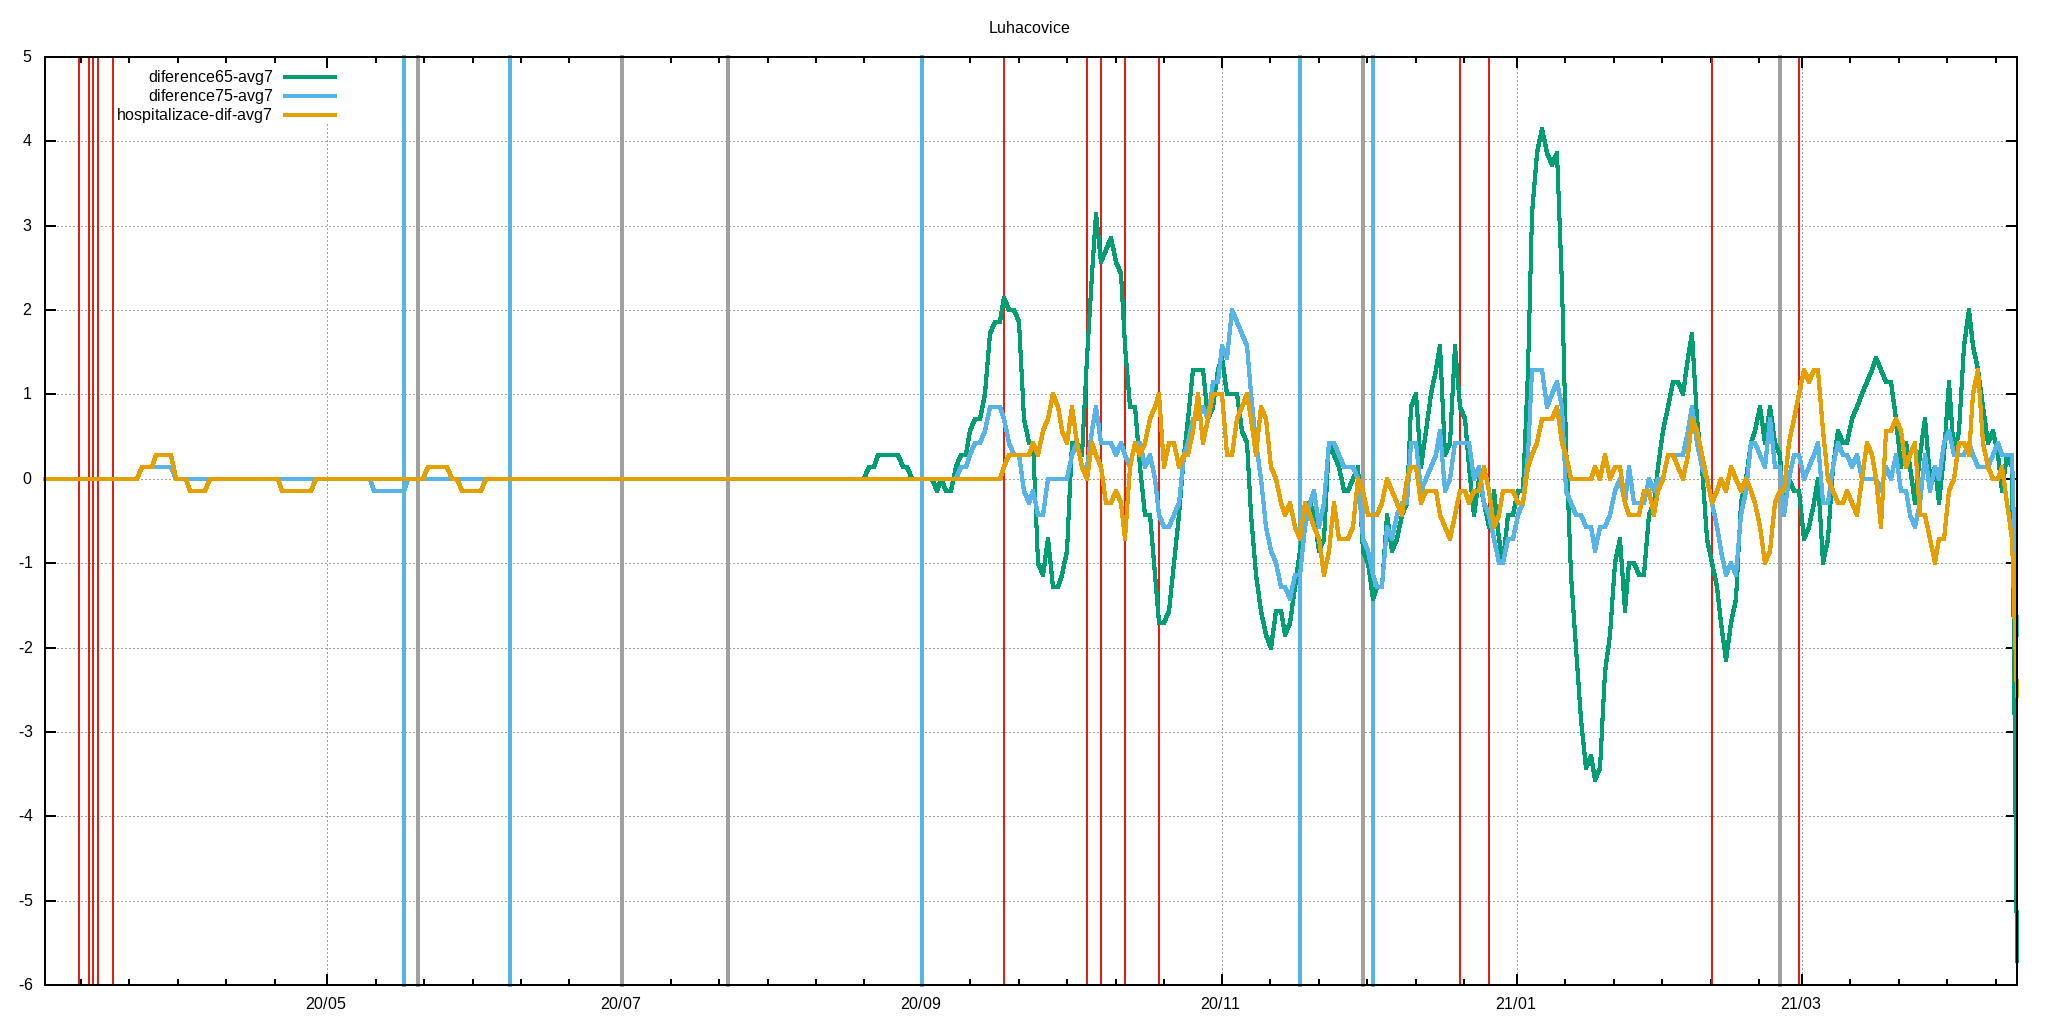 Luhacovice
5
diference65-avg7
diference75-avg7
hospitalizace-dif-avg7
4
3
2
1
0
-1
-2
-3
-4
-5
-6
20/05 20/07 20/09 20/11 21/01 21/03